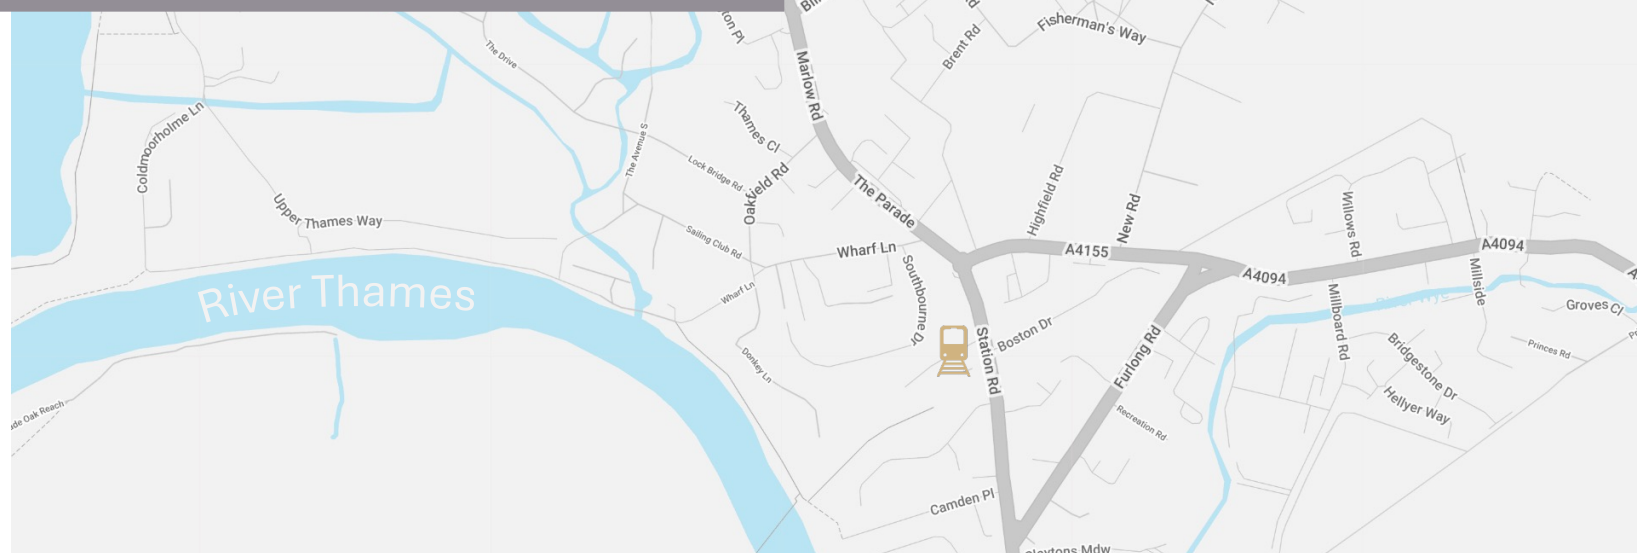 Fisherman's Way
Brent Rd
The Drive
Marlow Rd
Coldmoorholme Ln
Thames Cl
The Avenue S
Lock Bridge Rd
Oakfield Rd
The Parade
Highfield Rd
New Rd
Willows Rd
Upper Thames Way
Sailing Club Rd
Wharf Ln
A4155
A4094
A4094
Southbourne Dr
Millside
River Thames
Wharf Ln
River Wye
Groves Cl
Millboard Rd
Station Rd
Boston Dr
Furlong Rd
Princes Rd
Donkey Ln
Bridgestone Dr
Hellyer Way
Recreation Rd
Camden Pl